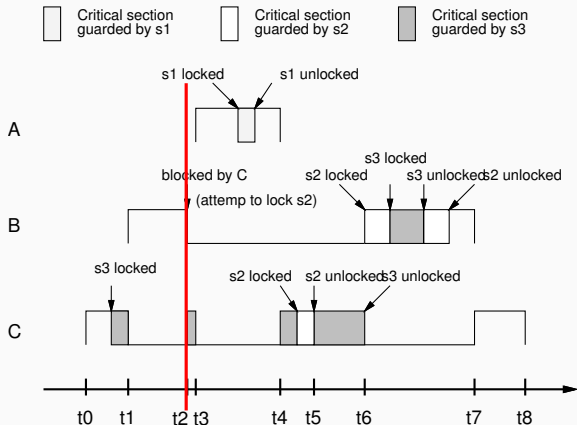 Critical section
guarded by s1
Critical section
guarded by s2
Critical section
guarded by s3
s1 locked
s1 unlocked
A
s3 locked
blocked by C
s2 locked
s3 unlocked
s2 unlocked
(attemp to lock s2)
B
s3 locked
s2 locked
s2 unlocked
s3 unlocked
C
t0 t1 t2 t3 t4 t5 t6 t7 t8